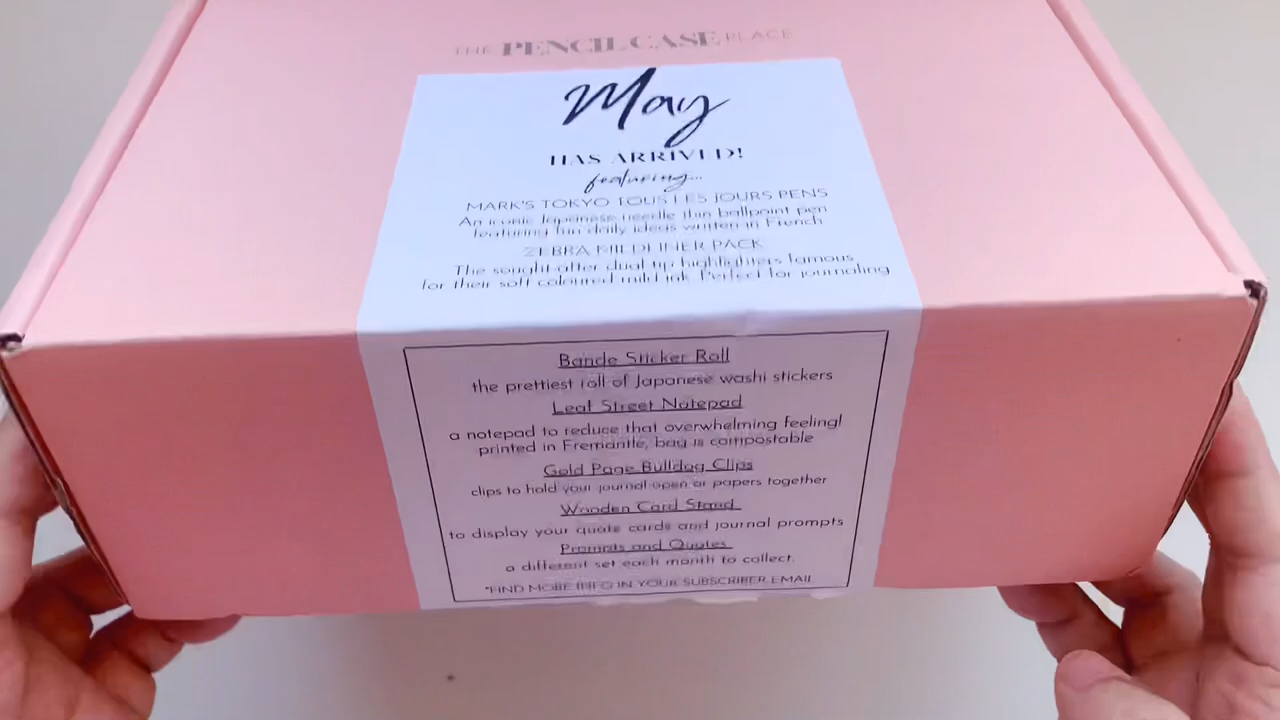 THE PENCIL CASE PLACE
May
HAS ARRIVED!
featuring...
MARK'S TOKYO TOUS LES JOURS PENS
An iconic Japanese needle thin ballpoint pen
featuring fun daily ideas written in French
ZEBRA MILDLINER PACK
The sought-after dual tip highlighters famous
for their soft coloured mild ink. Perfect for journaling
Bande Sticker Roll
the prettiest roll of Japanese washi stickers
Leaf Street Notepad
a notepad to reduce that overwhelming feeling!
printed in Fremantle, bag is compostable
Gold Page Bulldog Clips
clips to hold your journal open or papers together
Wooden Card Stand
to display your quote cards and journal prompts
Prompts and Quotes
a different set each month to collect.
*FIND MORE INFO IN YOUR SUBSCRIBER EMAIL